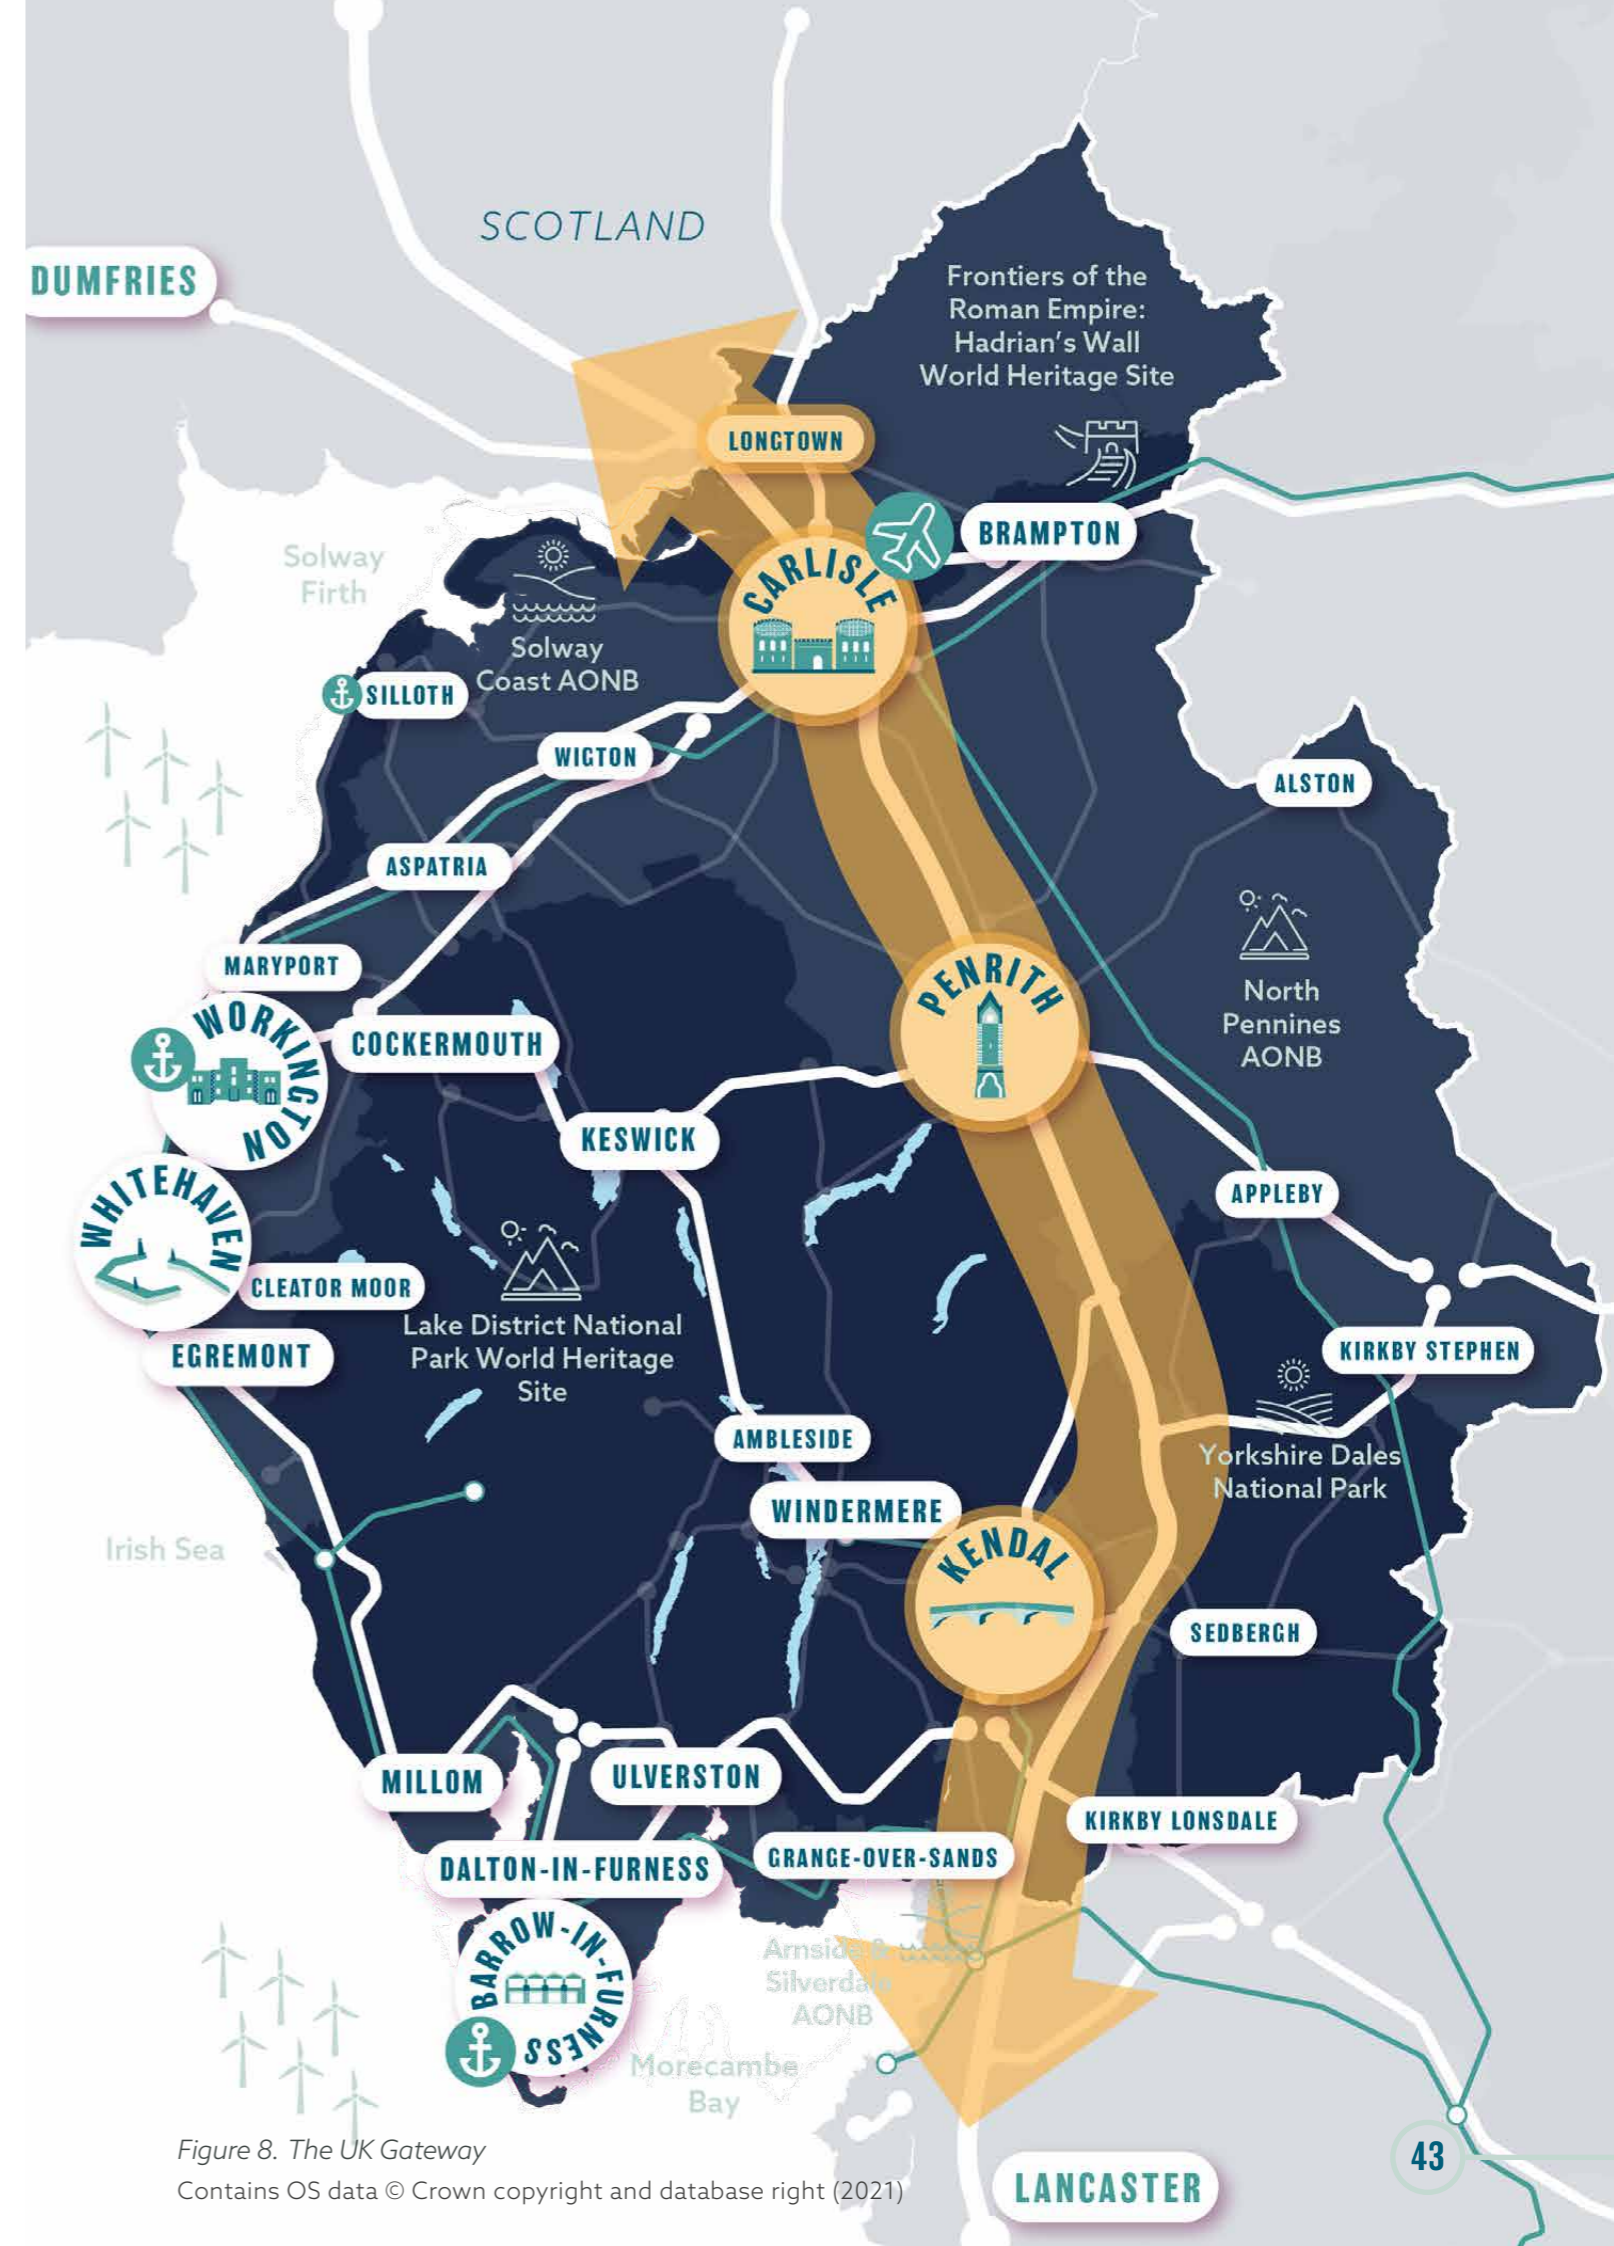 SCOTLAND
DUMFRIES
Frontiers of the
Roman Empire:
Hadrian's Wall
World Heritage Site
LONGTOWN
BRAMPTON
Solway
Firth
CARLISLE
Solway
Coast AONB
SILLOTH
WIGTON
ALSTON
ASPATRIA
MARYPORT
PENRITH
North
Pennines
AONB
WORKINGTON
COCKERMOUTH
KESWICK
WHITEHAVEN
APPLEBY
CLEATOR MOOR
Lake District National
Park World Heritage
Site
EGREMONT
KIRKBY STEPHEN
AMBLESIDE
Yorkshire Dales
National Park
WINDERMERE
Irish Sea
KENDAL
SEDBERGH
MILLOM
ULVERSTON
KIRKBY LONSDALE
DALTON-IN-FURNESS
GRANGE-OVER-SANDS
BARROW-IN-FURNESS
Arnside &
Silverdale
AONB
Morecambe
Bay
Figure 8. The UK Gateway
Contains OS data © Crown copyright and database right (2021)
43
LANCASTER